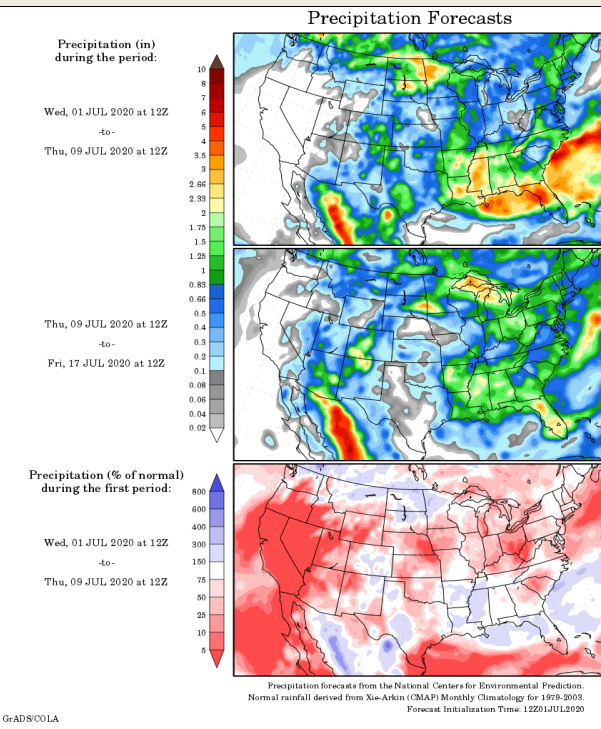 Precipitation Forecasts
Precipitation (in)
during the period:
Wed, 01 JUL 2020 at 12Z
-to-
Thu, 09 JUL 2020 at 12Z
10
8
7
6
5
4
3.5
3
2.66
2.33
2
1.75
1.5
1.25
1
0.83
0.66
0.5
0.4
0.3
0.2
0.1
0.08
0.06
0.04
0.02
Thu, 09 JUL 2020 at 12Z
-to-
Fri, 17 JUL 2020 at 12Z
Precipitation (% of normal)
during the first period:
Wed, 01 JUL 2020 at 12Z
-to-
Thu, 09 JUL 2020 at 12Z
800
600
400
300
150
75
50
25
10
5
Precipitation forecasts from the National Centers for Environmental Prediction.
Normal rainfall derived from Xie-Arkin (CMAP) Monthly Climatology for 1979-2003.
Forecast Initialization Time: 12Z01JUL2020
GrADS/COLA